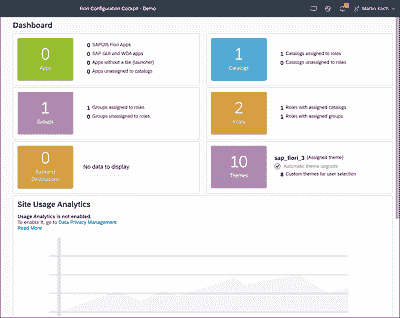 Fiori Configuration Cockpit - Demo
Dashboard
0
Apps
0 SAPUI5 Fiori Apps
0 SAP GUI and WDA apps
0 Apps without a tile (launcher)
0 Apps unassigned to catalogs
1
Catalogs
1 Catalogs assigned to roles
0 Catalogs unassigned to roles
1
Groups
1 Groups assigned to roles
0 Groups unassigned to roles
2
Roles
1 Roles with assigned catalogs
1 Roles with assigned groups
0
Backend
Destinations
No data to display
10
Themes
sap_fiori_3 (Assigned theme)
Automatic theme upgrade
8 Custom themes for user selection
Site Usage Analytics
Usage Analytics is not enabled.
To enable it, go to Data Privacy Management
Read More